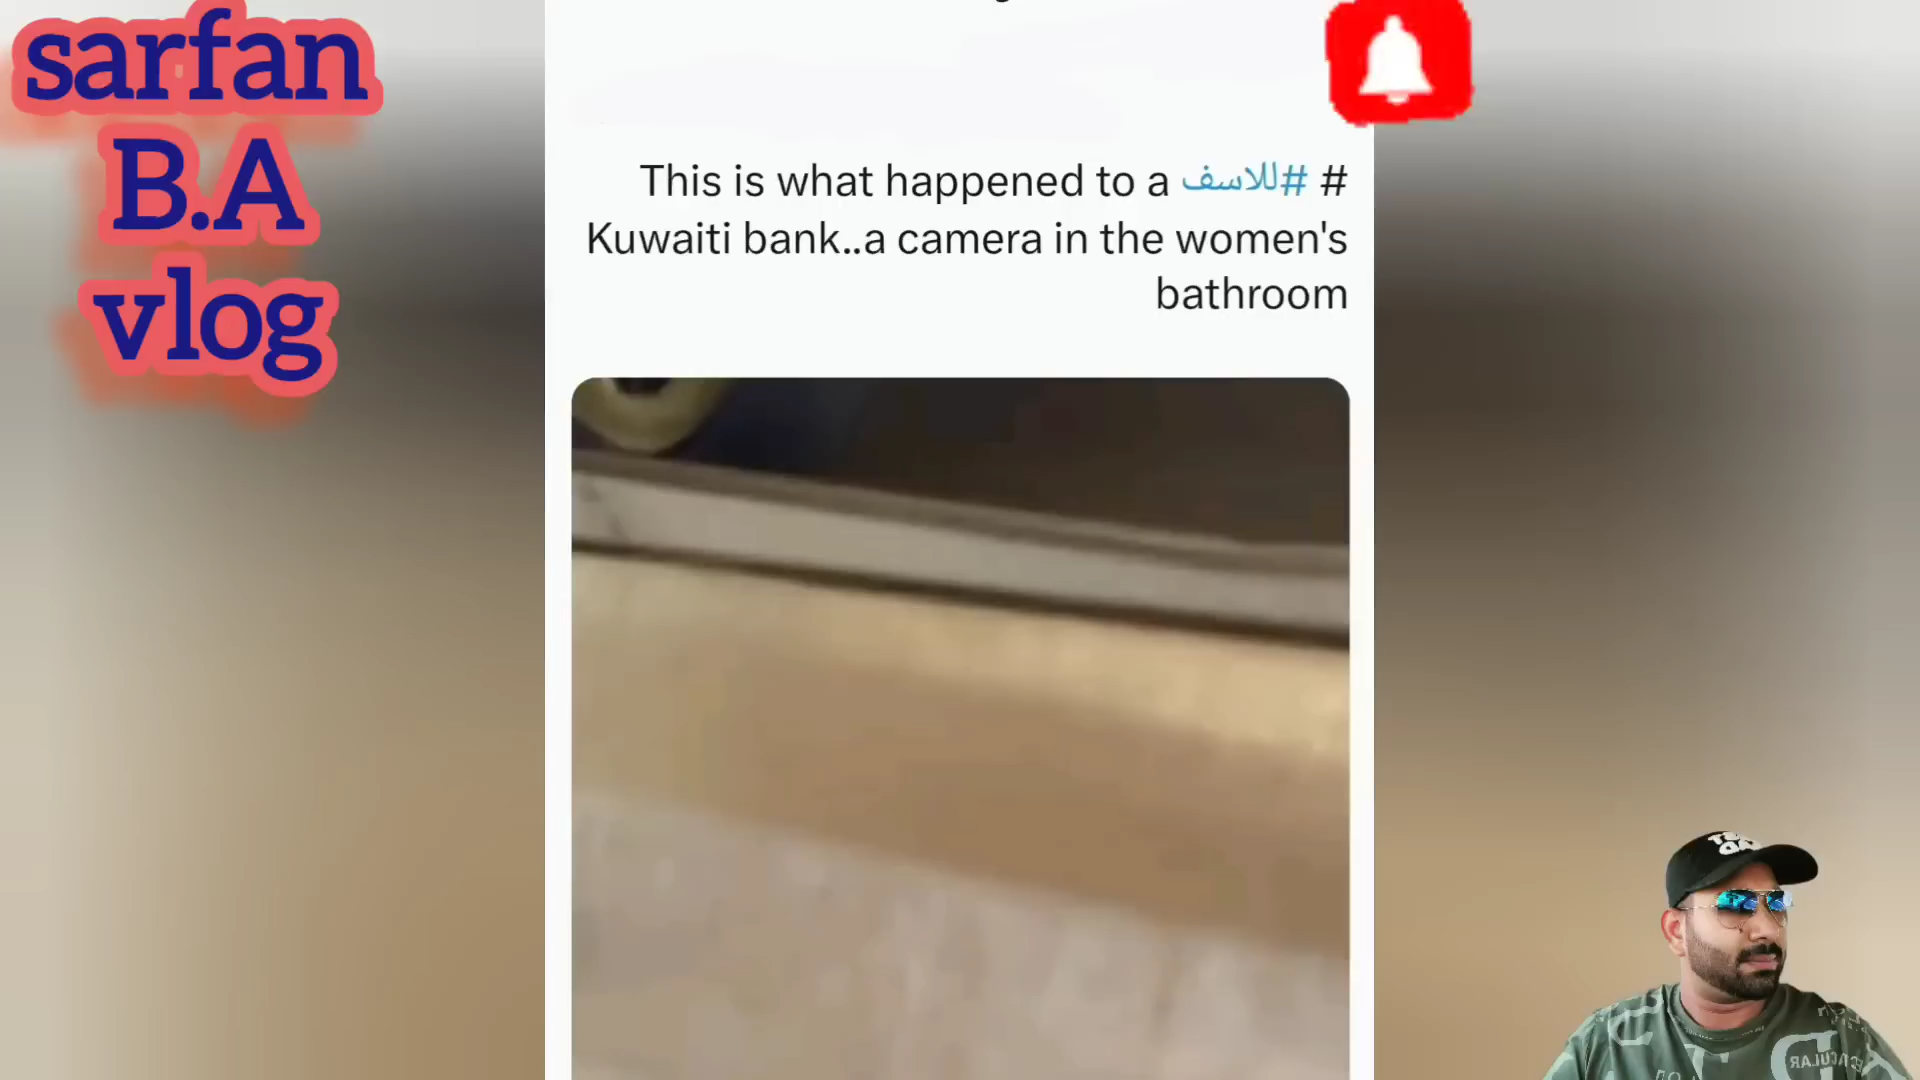 sarfan
B.A
vlog
This is what happened to a #للاسف #
Kuwaiti bank..a camera in the women's
bathroom